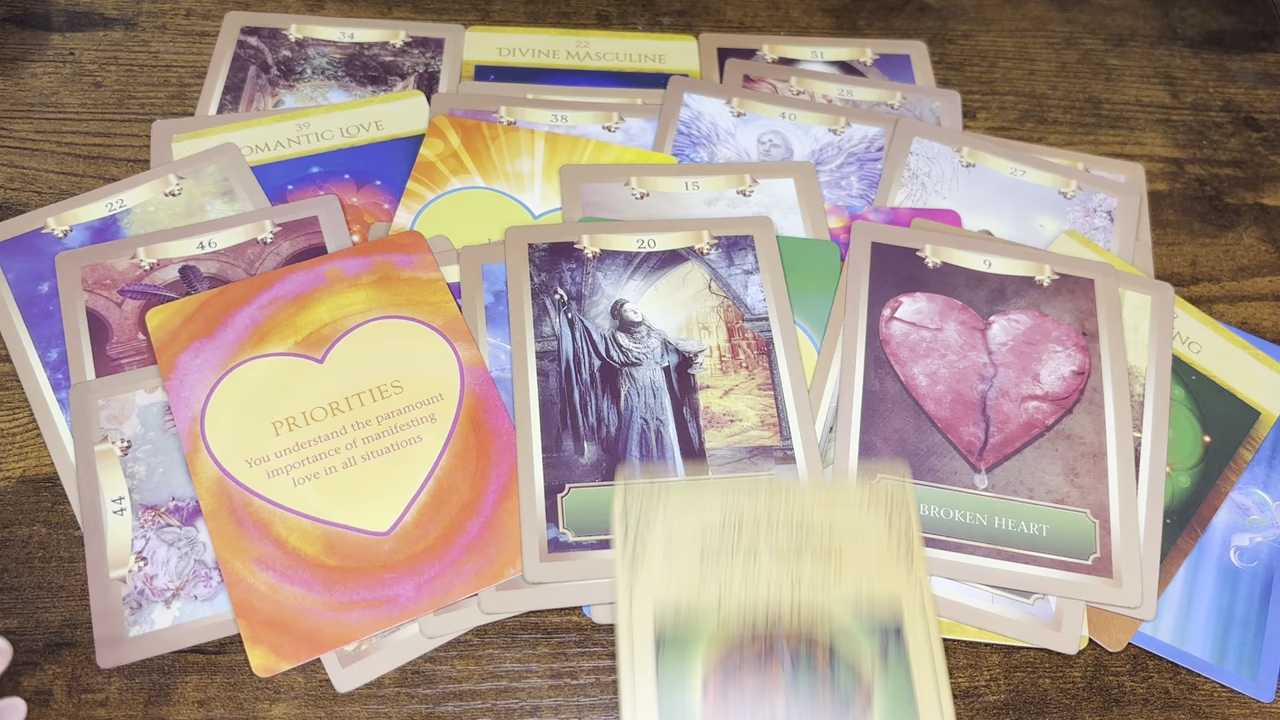 34
22
DIVINE MASCULINE
51
28
39
ROMANTIC LOVE
38
40
27
22
15
46
20
9
PRIORITIES
You understand the paramount
importance of manifesting
love in all situations
44
BROKEN HEART